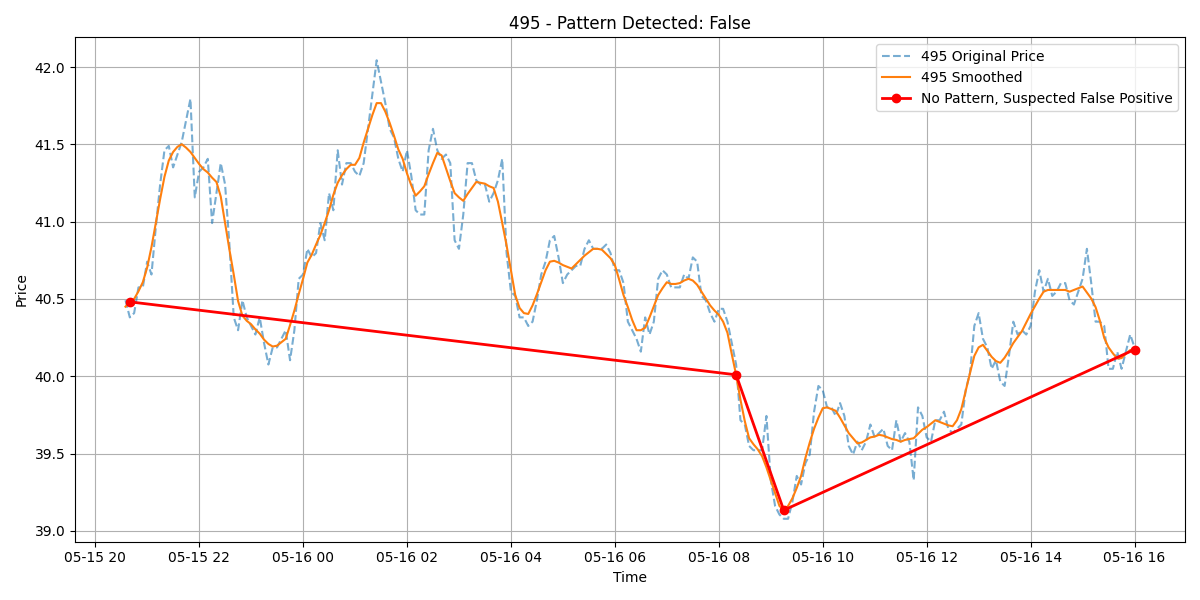 495 - Pattern Detected: False
495 Original Price
495 Smoothed
No Pattern, Suspected False Positive
Price
42.0
41.5
41.0
40.5
40.0
39.5
39.0
05-15 20 05-15 22 05-16 00 05-16 02 05-16 04 05-16 06 05-16 08 05-16 10 05-16 12 05-16 14 05-16 16
Time